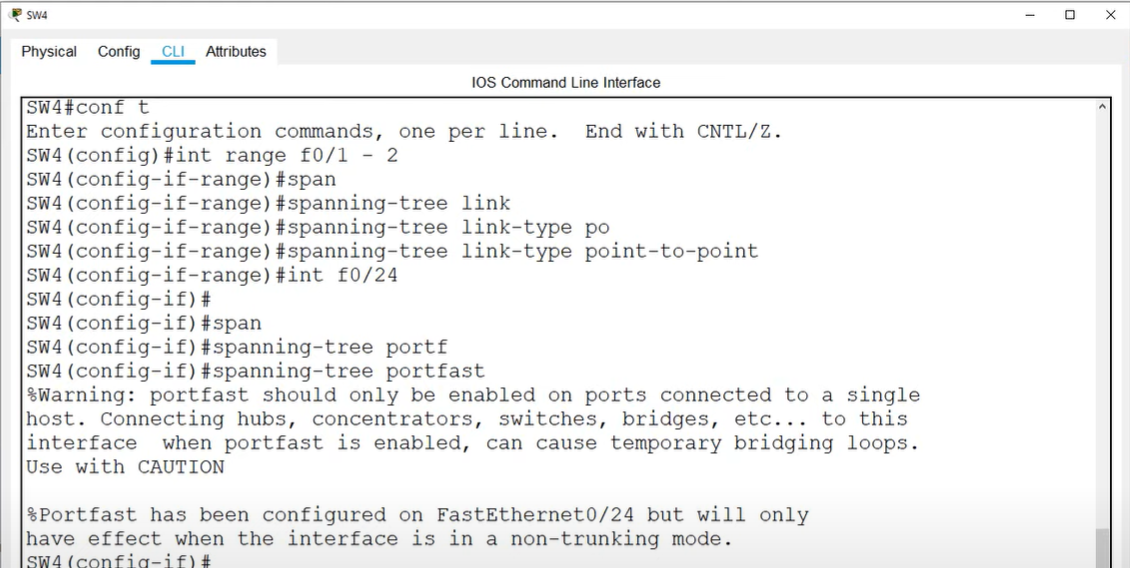 SW4
Physical Config CLI Attributes
IOS Command Line Interface
SW4#conf t
Enter configuration commands, one per line.  End with CNTL/Z.
SW4(config)#int range f0/1 - 2
SW4(config-if-range)#span
SW4(config-if-range)#spanning-tree link
SW4(config-if-range)#spanning-tree link-type po
SW4(config-if-range)#spanning-tree link-type point-to-point
SW4(config-if-range)#int f0/24
SW4(config-if)#
SW4(config-if)#span
SW4(config-if)#spanning-tree portf
SW4(config-if)#spanning-tree portfast
%Warning: portfast should only be enabled on ports connected to a single
host. Connecting hubs, concentrators, switches, bridges, etc... to this
interface  when portfast is enabled, can cause temporary bridging loops.
Use with CAUTION
%Portfast has been configured on FastEthernet0/24 but will only
have effect when the interface is in a non-trunking mode.
SW4(config-if)#